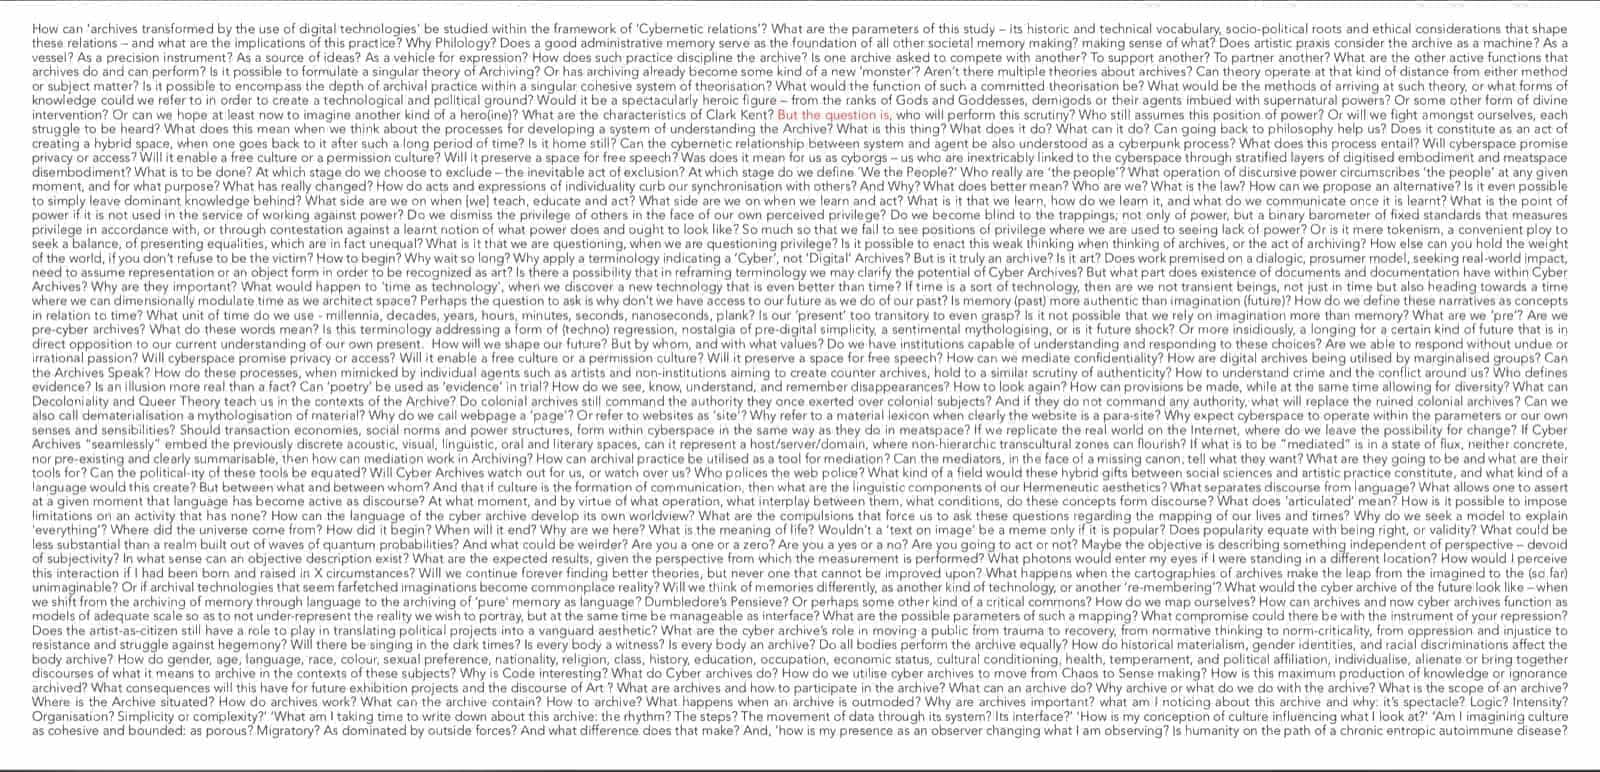 How can 'archives transformed by the use of digital technologies' be studied within the framework of 'Cybernetic relations'? What are the parameters of this study – its historic and technical vocabulary, socio-political roots and ethical considerations that shape
these relations – and what are the implications of this practice? Why Philology? Does a good administrative memory serve as the foundation of all other societal memory making? making sense of what? Does artistic praxis consider the archive as a machine? As a
vessel? As a precision instrument? As a source of ideas? As a vehicle for expression? How does such practice discipline the archive? Is one archive asked to compete with another? To support another? To partner another? What are the other active functions that
archives do and can perform? Is it possible to formulate a singular theory of Archiving? Or has archiving already become some kind of a new 'monster'? Aren't there multiple theories about archives? Can theory operate at that kind of distance from either method
or subject matter? Is it possible to encompass the depth of archival practice within a singular cohesive system of theorisation? What would the function of such a committed theorisation be? What would be the methods of arriving at such theory, or what forms of
knowledge could we refer to in order to create a technological and political ground? Would it be a spectacularly heroic figure – from the ranks of Gods and Goddesses, demigods or their agents imbued with supernatural powers? Or some other form of divine
intervention? Or can we hope at least now to imagine another kind of a hero(ine)? What are the characteristics of Clark Kent? But the question is, who will perform this scrutiny? Who still assumes this position of power? Or will we fight amongst ourselves, each
struggle to be heard? What does this mean when we think about the processes for developing a system of understanding the Archive? What is this thing? What does it do? What can it do? Can going back to philosophy help us? Does it constitute as an act of
creating a hybrid space, when one goes back to it after such a long period of time? Is it home still? Can the cybernetic relationship between system and agent be also understood as a cyberpunk process? What does this process entail? Will cyberspace promise
privacy or access? Will it enable a free culture or a permission culture? Will it preserve a space for free speech? Was does it mean for us as cyborgs – us who are inextricably linked to the cyberspace through stratified layers of digitised embodiment and meatspace
disembodiment? What is to be done? At which stage do we choose to exclude – the inevitable act of exclusion? At which stage do we define 'We the People?' Who really are 'the people'? What operation of discursive power circumscribes 'the people' at any given
moment, and for what purpose? What has really changed? How do acts and expressions of individuality curb our synchronisation with others? And Why? What does better mean? Who are we? What is the law? How can we propose an alternative? Is it even possible
to simply leave dominant knowledge behind? What side are we on when [we] teach, educate and act? What side are we on when we learn and act? What is it that we learn, how do we learn it, and what do we communicate once it is learnt? What is the point of
power if it is not used in the service of working against power? Do we dismiss the privilege of others in the face of our own perceived privilege? Do we become blind to the trappings; not only of power, but a binary barometer of fixed standards that measures
privilege in accordance with, or through contestation against a learnt notion of what power does and ought to look like? So much so that we fail to see positions of privilege where we are used to seeing lack of power? Or is it mere tokenism, a convenient ploy to
seek a balance, of presenting equalities, which are in fact unequal? What is it that we are questioning, when we are questioning privilege? Is it possible to enact this weak thinking when thinking of archives, or the act of archiving? How else can you hold the weight
of the world, if you don't refuse to be the victim? How to begin? Why wait so long? Why apply a terminology indicating a 'Cyber', not 'Digital' Archives? But is it truly an archive? Is it art? Does work premised on a dialogic, prosumer model, seeking real-world impact,
need to assume representation or an object form in order to be recognized as art? Is there a possibility that in reframing terminology we may clarify the potential of Cyber Archives? But what part does existence of documents and documentation have within Cyber
Archives? Why are they important? What would happen to 'time as technology', when we discover a new technology that is even better than time? If time is a sort of technology, then are we not transient beings, not just in time but also heading towards a time
where we can dimensionally modulate time as we architect space? Perhaps the question to ask is why don't we have access to our future as we do of our past? Is memory (past) more authentic than imagination (future)? How do we define these narratives as concepts
in relation to time? What unit of time do we use - millennia, decades, years, hours, minutes, seconds, nanoseconds, plank? Is our 'present' too transitory to even grasp? Is it not possible that we rely on imagination more than memory? What are we 'pre'? Are we
pre-cyber archives? What do these words mean? Is this terminology addressing a form of (techno) regression, nostalgia of pre-digital simplicity, a sentimental mythologising, or is it future shock? Or more insidiously, a longing for a certain kind of future that is in
direct opposition to our current understanding of our own present.  How will we shape our future? But by whom, and with what values? Do we have institutions capable of understanding and responding to these choices? Are we able to respond without undue or
irrational passion? Will cyberspace promise privacy or access? Will it enable a free culture or a permission culture? Will it preserve a space for free speech? How can we mediate confidentiality? How are digital archives being utilised by marginalised groups? Can
the Archives Speak? How do these processes, when mimicked by individual agents such as artists and non-institutions aiming to create counter archives, hold to a similar scrutiny of authenticity? How to understand crime and the conflict around us? Who defines
evidence? Is an illusion more real than a fact? Can 'poetry' be used as 'evidence' in trial? How do we see, know, understand, and remember disappearances? How to look again? How can provisions be made, while at the same time allowing for diversity? What can
Decoloniality and Queer Theory teach us in the contexts of the Archive? Do colonial archives still command the authority they once exerted over colonial subjects? And if they do not command any authority, what will replace the ruined colonial archives? Can we
also call dematerialisation a mythologisation of material? Why do we call webpage a 'page'? Or refer to websites as 'site'? Why refer to a material lexicon when clearly the website is a para-site? Why expect cyberspace to operate within the parameters or our own
senses and sensibilities? Should transaction economies, social norms and power structures, form within cyberspace in the same way as they do in meatspace? If we replicate the real world on the Internet, where do we leave the possibility for change? If Cyber
Archives "seamlessly" embed the previously discrete acoustic, visual, linguistic, oral and literary spaces, can it represent a host/server/domain, where non-hierarchic transcultural zones can flourish? If what is to be "mediated" is in a state of flux, neither concrete,
nor pre-existing and clearly summarisable, then how can mediation work in Archiving? How can archival practice be utilised as a tool for mediation? Can the mediators, in the face of a missing canon, tell what they want? What are they going to be and what are their
tools for? Can the political-ity of these tools be equated? Will Cyber Archives watch out for us, or watch over us? Who polices the web police? What kind of a field would these hybrid gifts between social sciences and artistic practice constitute, and what kind of a
language would this create? But between what and between whom? And that if culture is the formation of communication, then what are the linguistic components of our Hermeneutic aesthetics? What separates discourse from language? What allows one to assert
at a given moment that language has become active as discourse? At what moment, and by virtue of what operation, what interplay between them, what conditions, do these concepts form discourse? What does 'articulated' mean? How is it possible to impose
limitations on an activity that has none? How can the language of the cyber archive develop its own worldview? What are the compulsions that force us to ask these questions regarding the mapping of our lives and times? Why do we seek a model to explain
'everything'? Where did the universe come from? How did it begin? When will it end? Why are we here? What is the meaning of life? Wouldn't a 'text on image' be a meme only if it is popular? Does popularity equate with being right, or validity? What could be
less substantial than a realm built out of waves of quantum probabilities? And what could be weirder? Are you a one or a zero? Are you a yes or a no? Are you going to act or not? Maybe the objective is describing something independent of perspective – devoid
of subjectivity? In what sense can an objective description exist? What are the expected results, given the perspective from which the measurement is performed? What photons would enter my eyes if I were standing in a different location? How would I perceive
this interaction if I had been born and raised in X circumstances? Will we continue forever finding better theories, but never one that cannot be improved upon? What happens when the cartographies of archives make the leap from the imagined to the (so far)
unimaginable? Or if archival technologies that seem farfetched imaginations become commonplace reality? Will we think of memories differently, as another kind of technology, or another 're-membering'? What would the cyber archive of the future look like – when
we shift from the archiving of memory through language to the archiving of 'pure' memory as language? Dumbledore's Pensieve? Or perhaps some other kind of a critical commons? How do we map ourselves? How can archives and now cyber archives function as
models of adequate scale so as to not under-represent the reality we wish to portray, but at the same time be manageable as interface? What are the possible parameters of such a mapping? What compromise could there be with the instrument of your repression?
Does the artist-as-citizen still have a role to play in translating political projects into a vanguard aesthetic? What are the cyber archive's role in moving a public from trauma to recovery, from normative thinking to norm-criticality, from oppression and injustice to
resistance and struggle against hegemony? Will there be singing in the dark times? Is every body a witness? Is every body an archive? Do all bodies perform the archive equally? How do historical materialism, gender identities, and racial discriminations affect the
body archive? How do gender, age, language, race, colour, sexual preference, nationality, religion, class, history, education, occupation, economic status, cultural conditioning, health, temperament, and political affiliation, individualise, alienate or bring together
discourses of what it means to archive in the contexts of these subjects? Why is Code interesting? What do Cyber archives do? How do we utilise cyber archives to move from Chaos to Sense making? How is this maximum production of knowledge or ignorance
archived? What consequences will this have for future exhibition projects and the discourse of Art ? What are archives and how to participate in the archive? What can an archive do? Why archive or what do we do with the archive? What is the scope of an archive?
Where is the Archive situated? How do archives work? What can the archive contain? How to archive? What happens when an archive is outmoded? Why are archives important? what am I noticing about this archive and why: it's spectacle? Logic? Intensity?
Organisation? Simplicity or complexity?' 'What am I taking time to write down about this archive: the rhythm? The steps? The movement of data through its system? Its interface?' 'How is my conception of culture influencing what I look at?' 'Am I imagining culture
as cohesive and bounded: as porous? Migratory? As dominated by outside forces? And what difference does that make? And, 'how is my presence as an observer changing what I am observing? Is humanity on the path of a chronic entropic autoimmune disease?